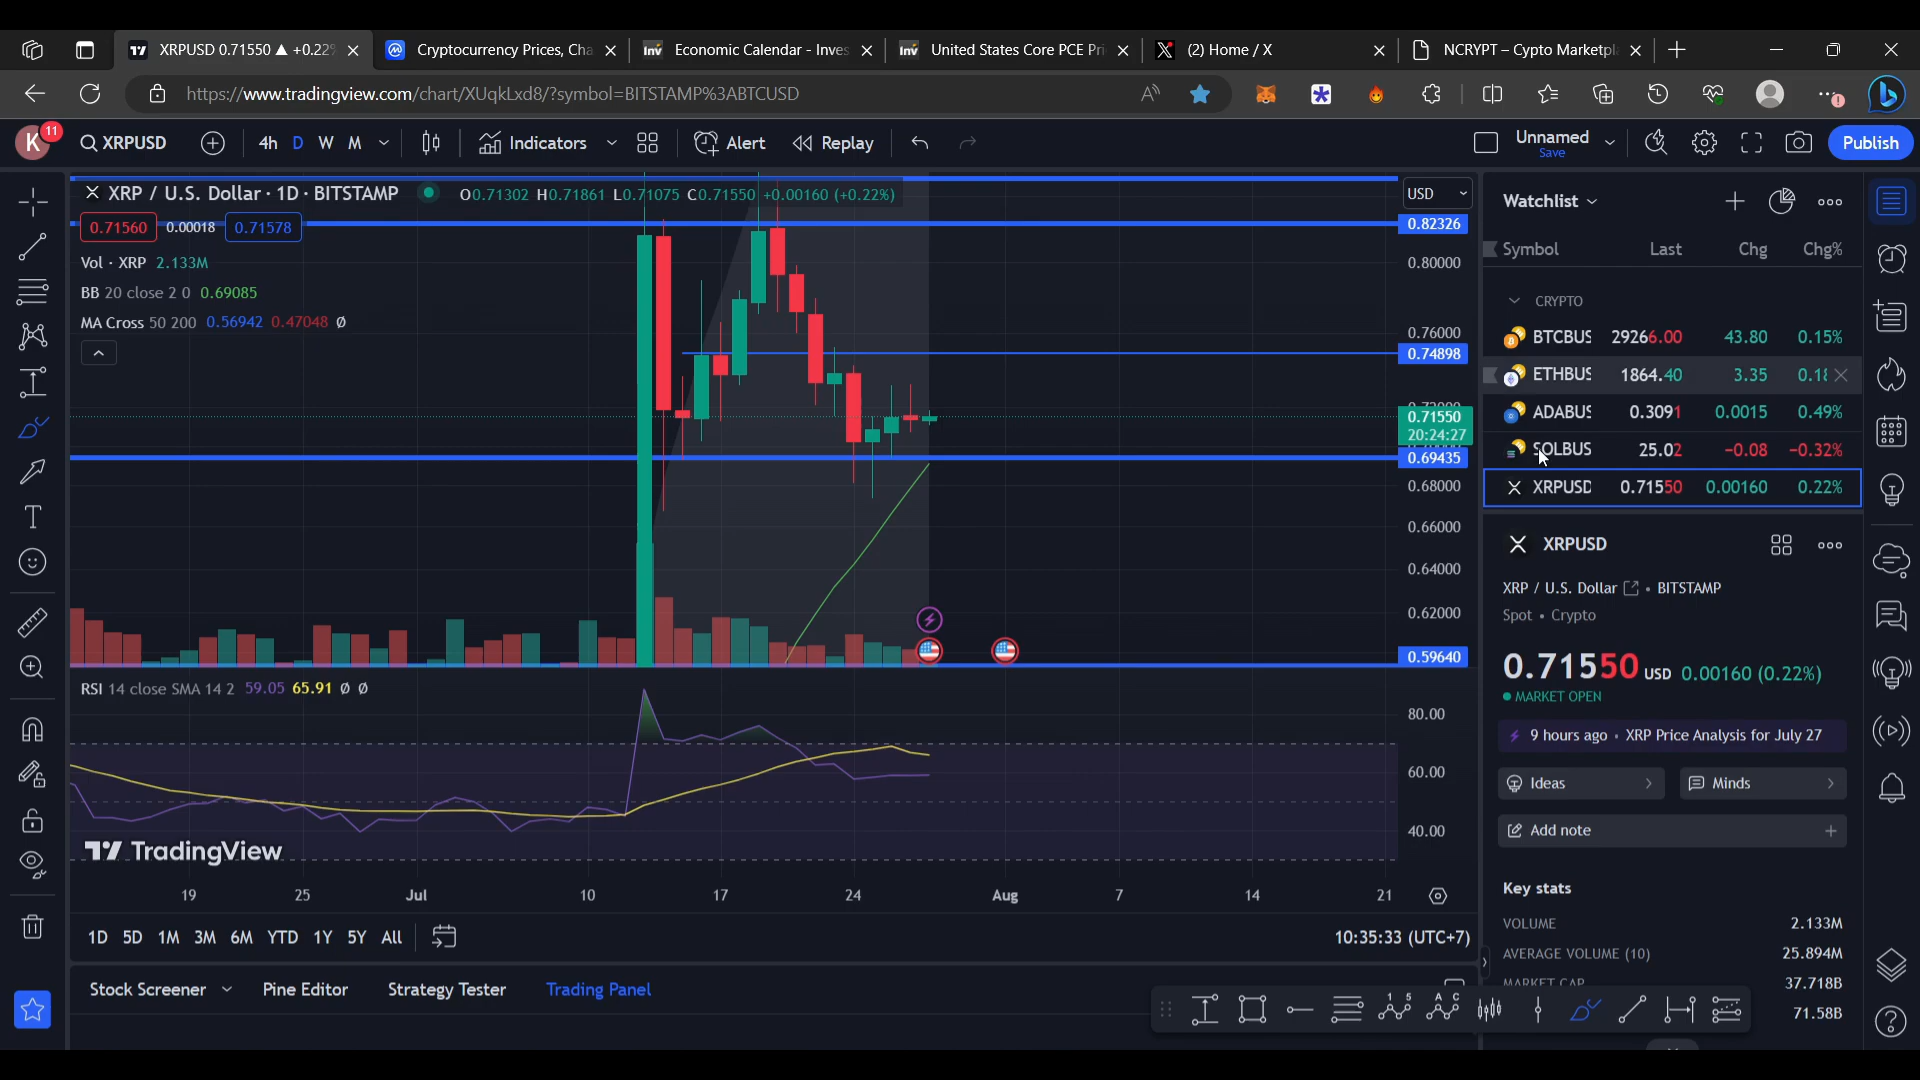 XRPUSD 0.71550 ▲ +0.22%
Cryptocurrency Prices, Cha
Economic Calendar - Inves
United States Core PCE Pri
(2) Home / X
NCRYPT – Cypto Marketpl
https://www.tradingview.com/chart/XUqkLxd8/?symbol=BITSTAMP%3ABTCUSD
K 11 XRPUSD 4h D W M Indicators Alert Replay Unnamed Save Publish
XRP / U.S. Dollar · 1D · BITSTAMP O0.71302 H0.71861 L0.71075 C0.71550 +0.00160 (+0.22%)
0.71560 0.00018 0.71578
Vol · XRP 2.133M
BB 20 close 2 0 0.69085
MA Cross 50 200 0.56942 0.47048 Ø
USD
0.82326
0.80000
0.76000
0.74898
0.71550
20:24:27
0.69435
0.68000
0.66000
0.64000
0.62000
0.59640
RSI 14 close SMA 14 2 59.05 65.91 Ø Ø
80.00
60.00
40.00
TradingView
19 25 Jul 10 17 24 Aug 7 14 21
1D 5D 1M 3M 6M YTD 1Y 5Y All 10:35:33 (UTC+7)
Stock Screener Pine Editor Strategy Tester Trading Panel
Watchlist
Symbol Last Chg Chg%
CRYPTO
BTCBUS 29266.00 43.80 0.15%
ETHBUS 1864.40 3.35 0.18
ADABUS 0.3091 0.0015 0.49%
SOLBUS 25.02 −0.08 −0.32%
XRPUSD 0.71550 0.00160 0.22%
XRPUSD
XRP / U.S. Dollar • BITSTAMP
Spot • Crypto
0.71550 USD 0.00160 (0.22%)
MARKET OPEN
9 hours ago • XRP Price Analysis for July 27
Ideas Minds
Add note
Key stats
VOLUME 2.133M
AVERAGE VOLUME (10) 25.894M
MARKET CAP 37.718B
71.58B